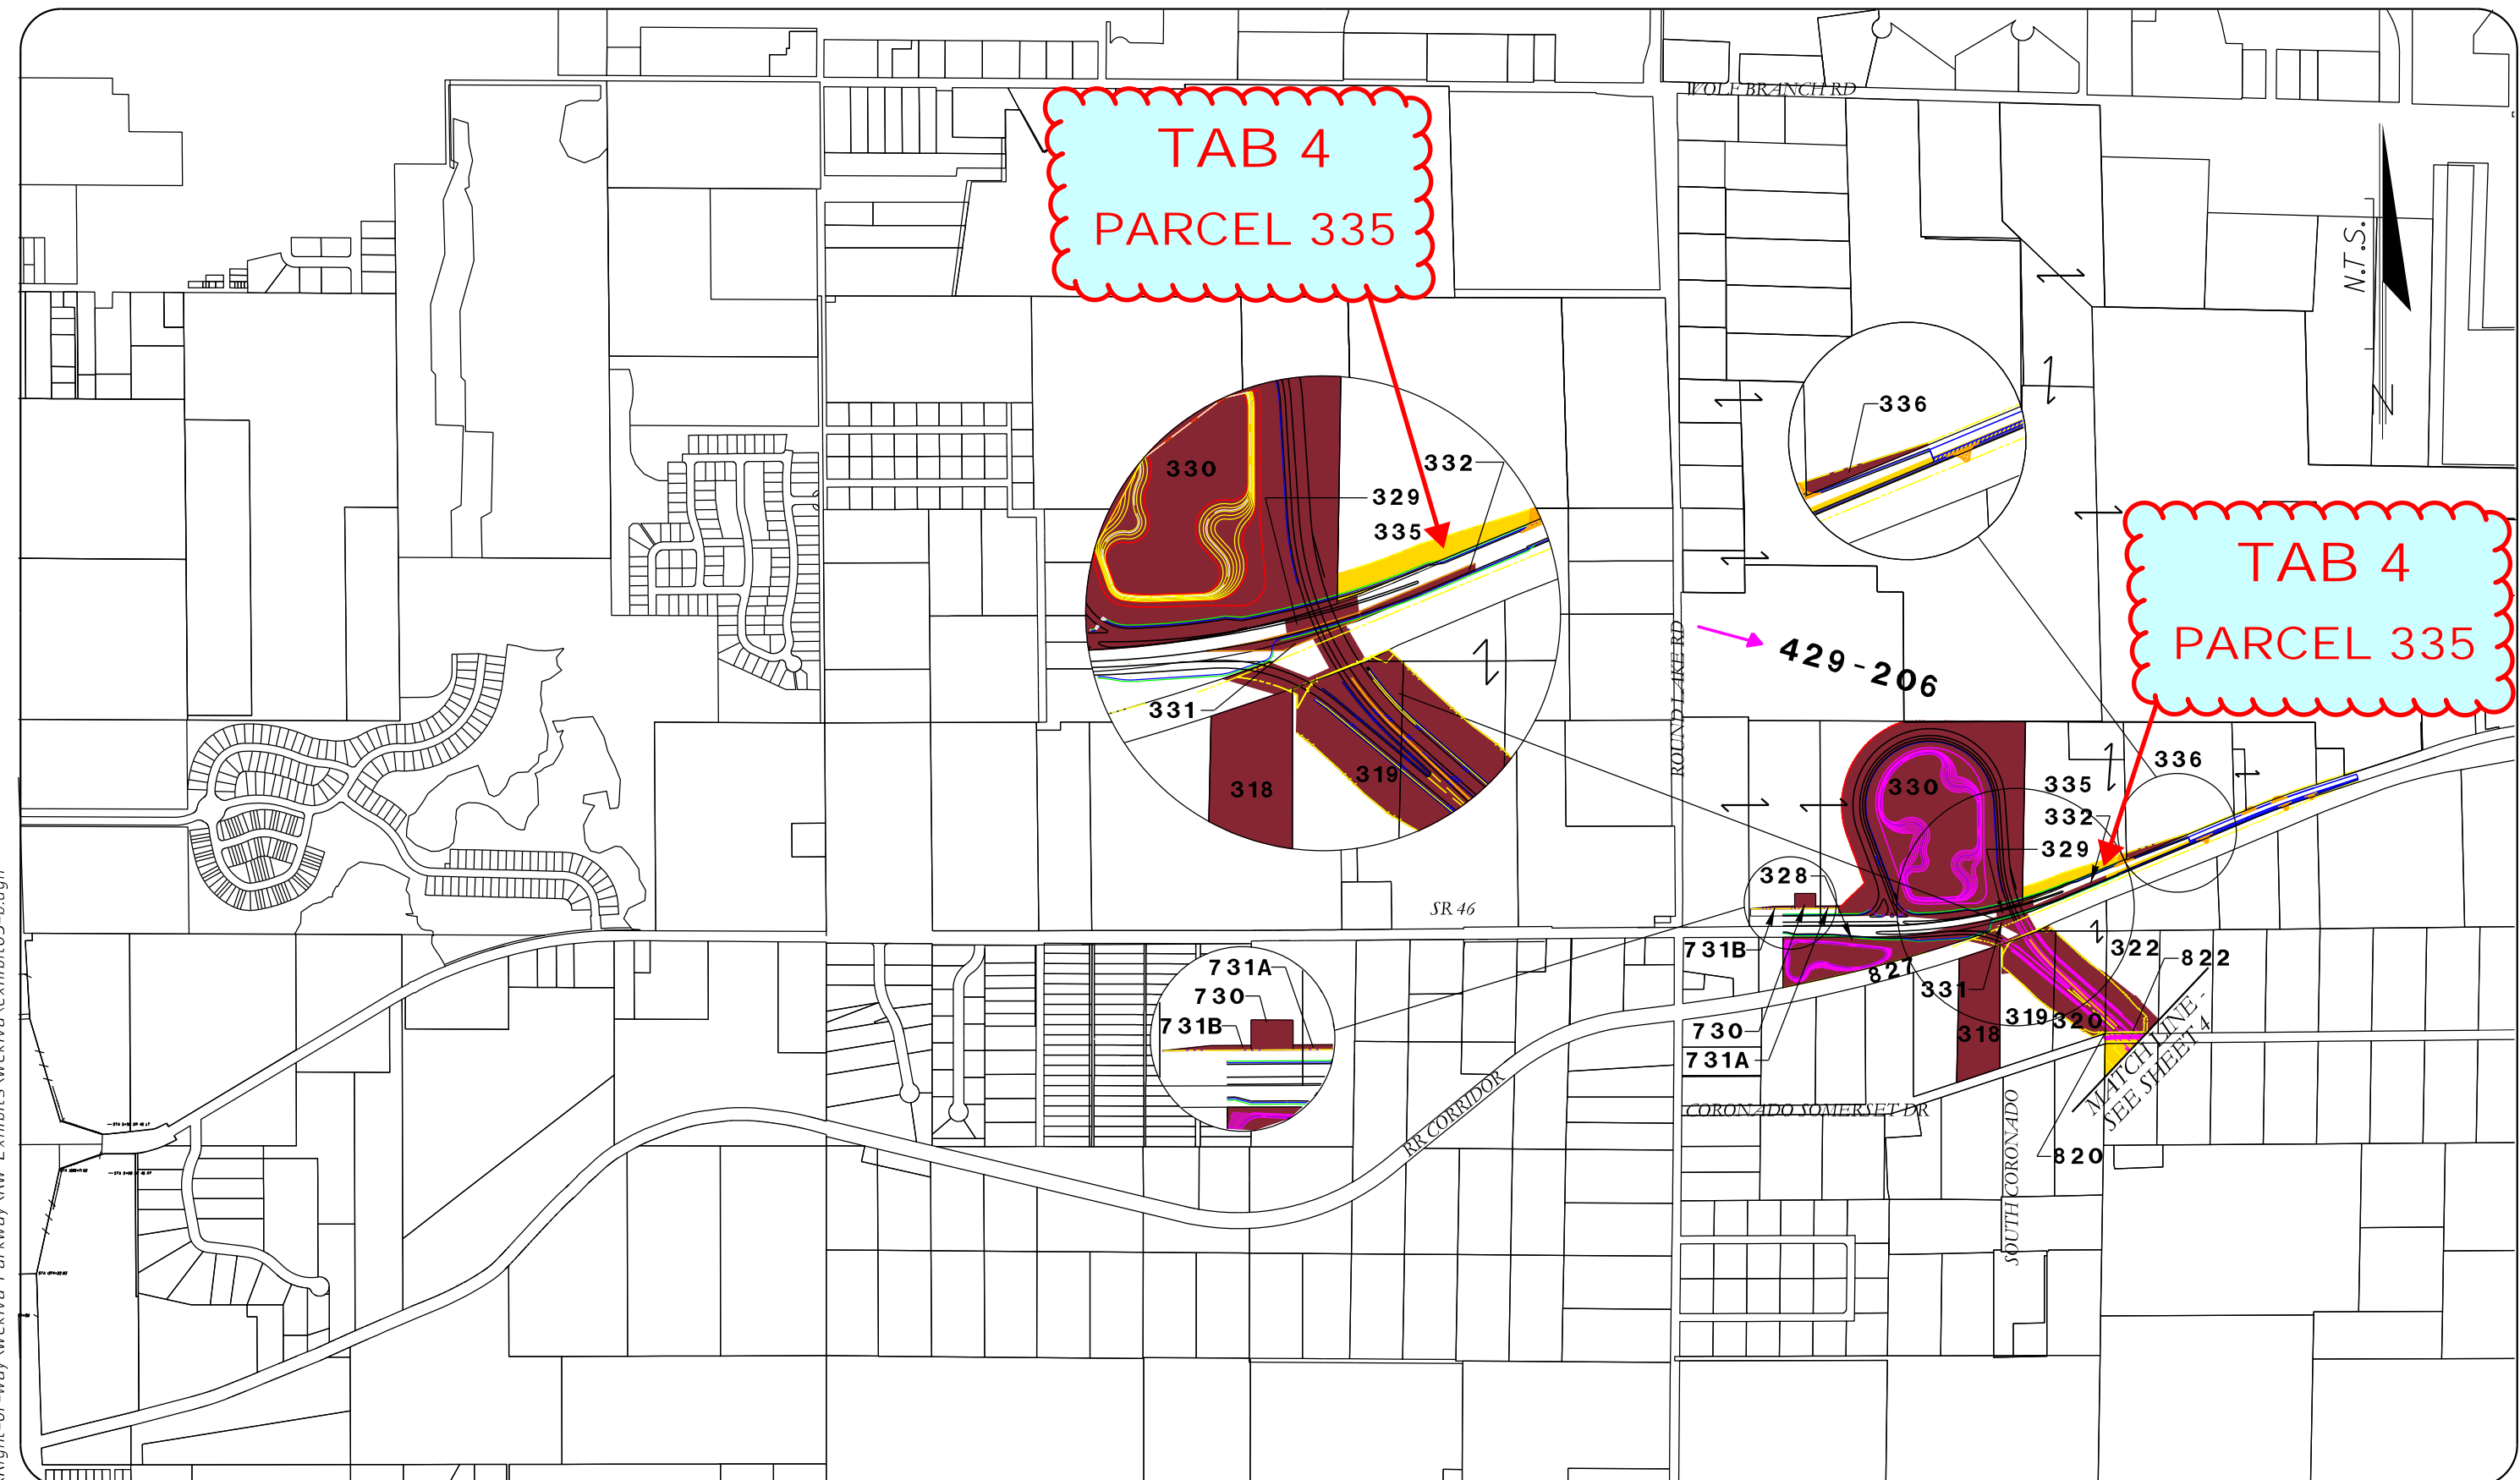 WOLF BRANCH RD
TAB 4
PARCEL 335
N.T.S.
336
330
332
329
335
331
318
319
TAB 4
PARCEL 335
ROUND LAKE RD
429-206
336
330
335
332
329
328
SR 46
731B
827
322
822
331
730
319
320
318
731A
MATCH LINE -
SEE SHEET 4
731A
730
731B
RR CORRIDOR
CORONADO SOMERSET DR
SOUTH CORONADO
820